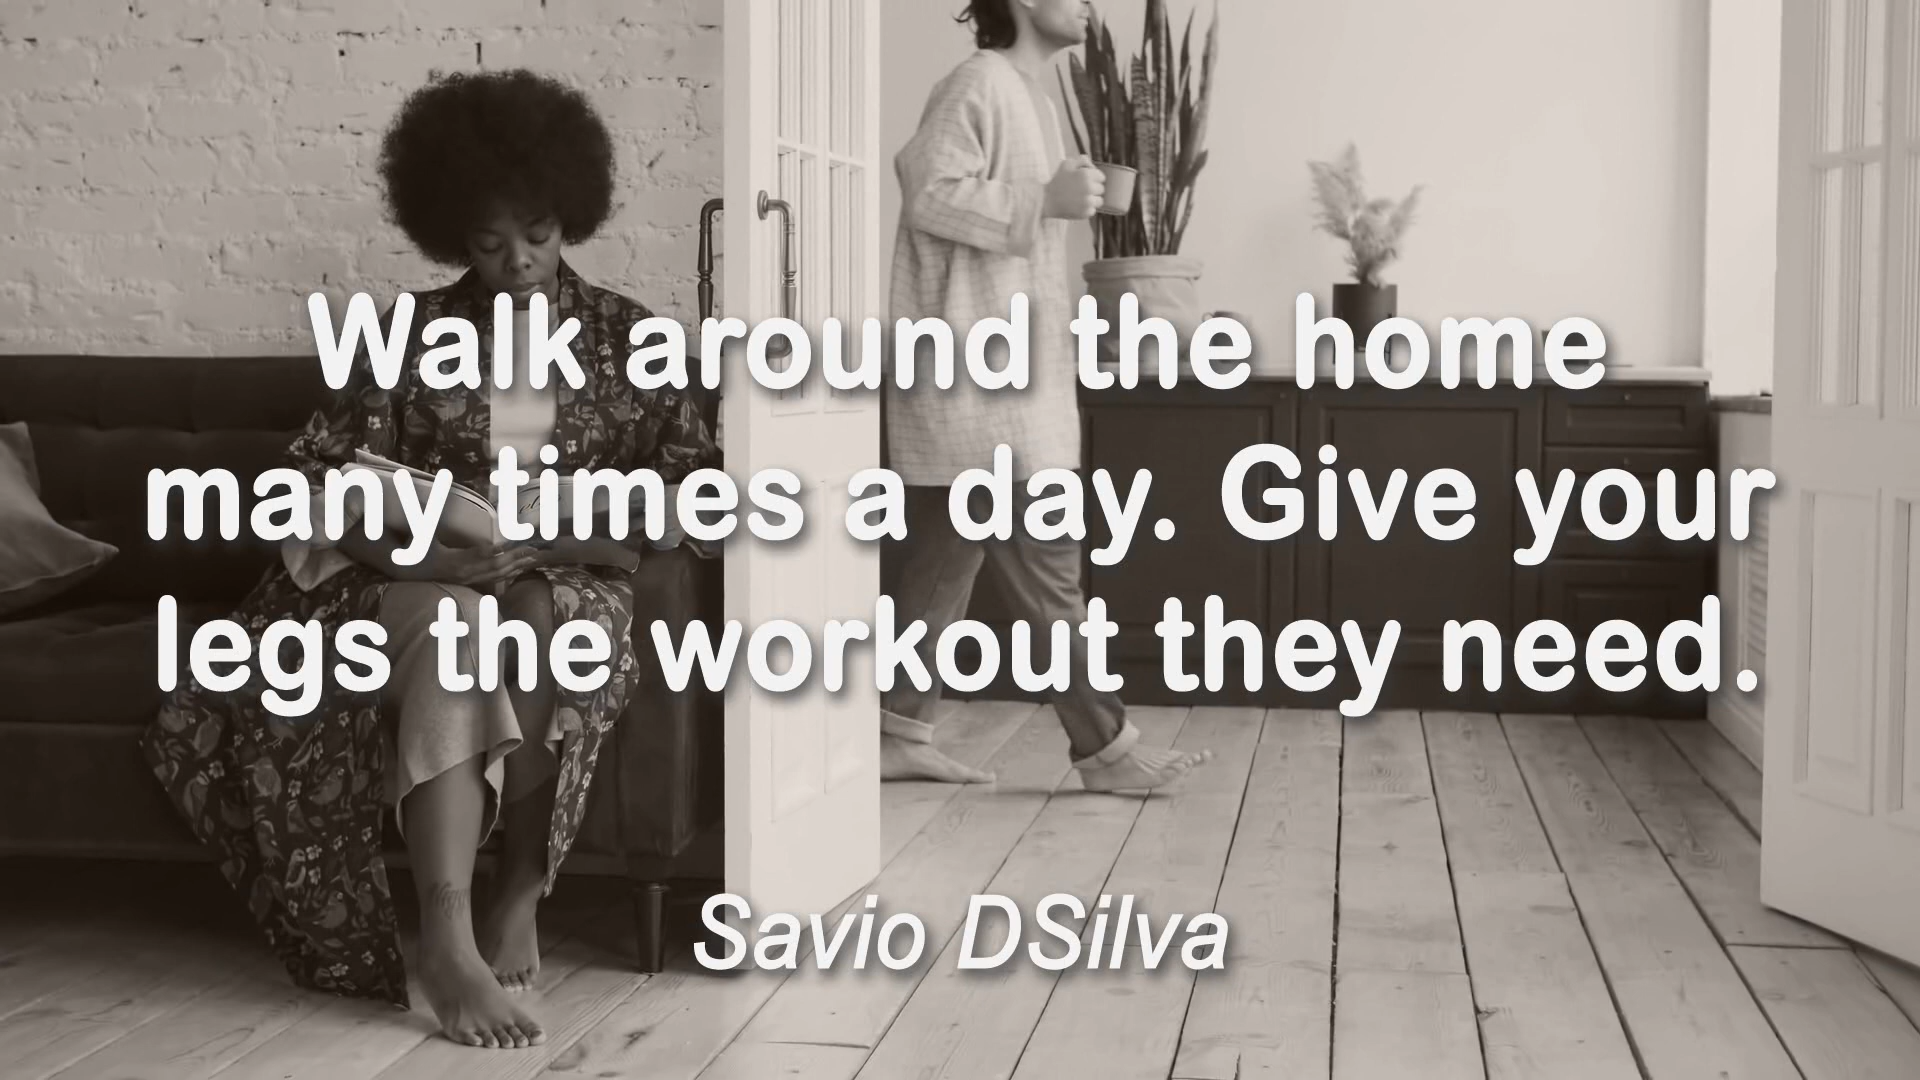 Walk around the home
many times a day. Give your
legs the workout they need.
Savio DSilva